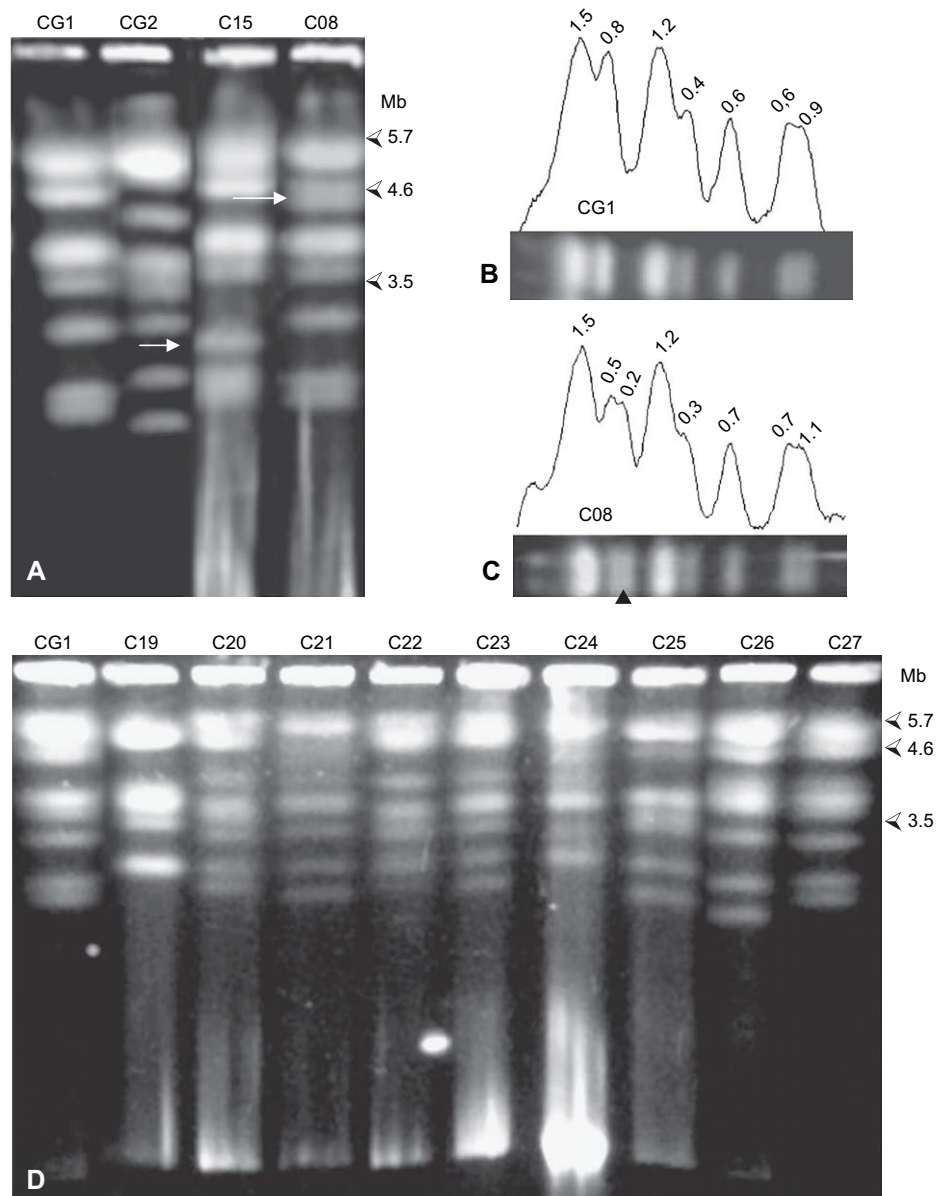 CG1 CG2 C15 C08
Mb
5.7
4.6
3.5
A
1.5 0.8 1.2 0.4 0.6 0,6 0.9
CG1
B
1.5 0.5 0.2 1.2 0,3 0.7 0.7 1.1
C08
C
CG1 C19 C20 C21 C22 C23 C24 C25 C26 C27
Mb
5.7
4.6
3.5
D